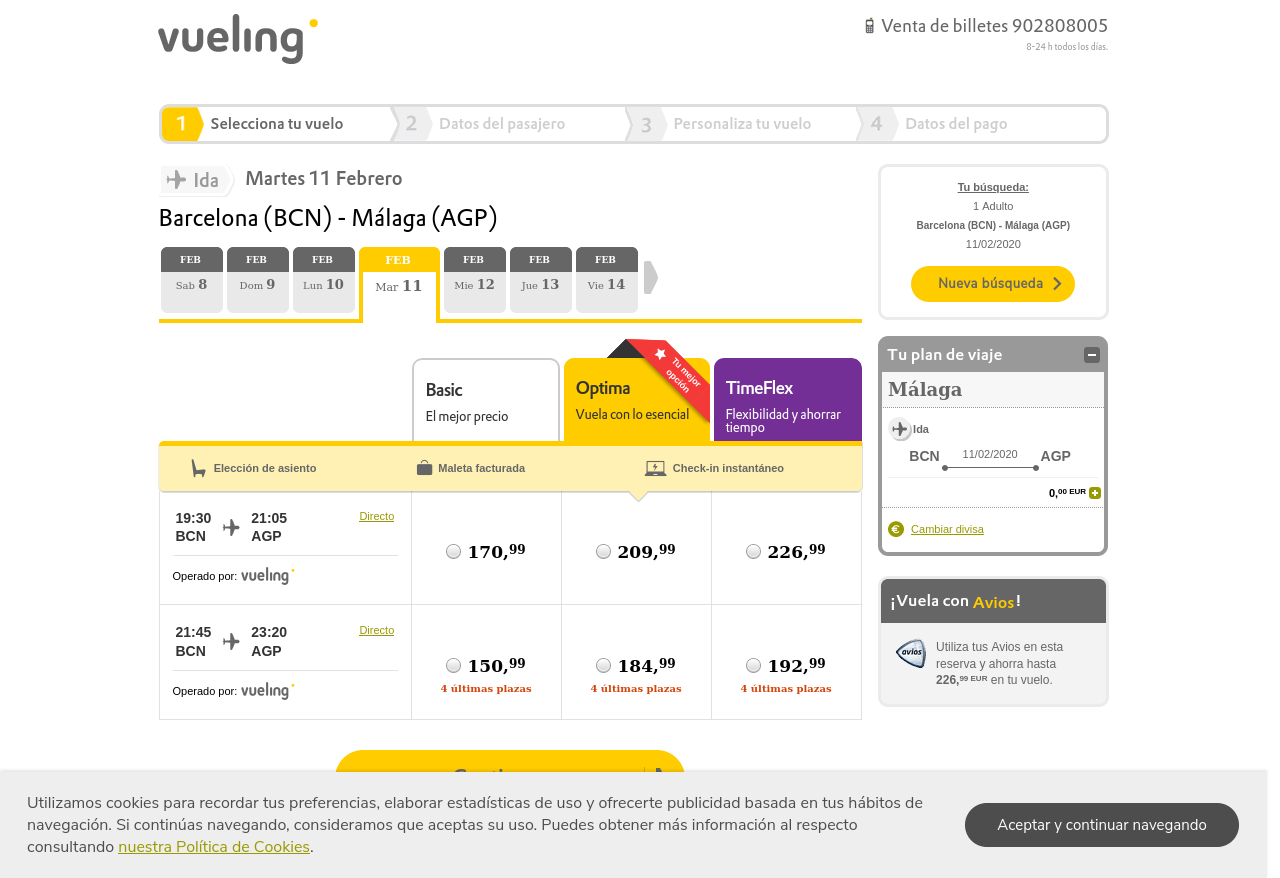 vueling
Venta de billetes 902808005
8-24 h todos los días.
1 Selecciona tu vuelo
2 Datos del pasajero
3 Personaliza tu vuelo
4 Datos del pago
Ida
Martes 11 Febrero
Barcelona (BCN) - Málaga (AGP)
FEB FEB FEB FEB FEB FEB FEB
Sab 8 Dom 9 Lun 10 Mar 11 Mie 12 Jue 13 Vie 14
Tu búsqueda:
1 Adulto
Barcelona (BCN) - Málaga (AGP)
11/02/2020
Nueva búsqueda
Basic
El mejor precio
Optima
Vuela con lo esencial
Tu mejor
opción
TimeFlex
Flexibilidad y ahorrar
tiempo
Elección de asiento
Maleta facturada
Check-in instantáneo
19:30 21:05 Directo
BCN AGP
Operado por: vueling
170,99 209,99 226,99
21:45 23:20 Directo
BCN AGP
Operado por: vueling
150,99 184,99 192,99
4 últimas plazas 4 últimas plazas 4 últimas plazas
Tu plan de viaje
Málaga
Ida
BCN 11/02/2020 AGP
0,00 EUR
€ Cambiar divisa
¡Vuela con Avios!
avios
Utiliza tus Avios en esta
reserva y ahorra hasta
226,99 EUR en tu vuelo.
Utilizamos cookies para recordar tus preferencias, elaborar estadísticas de uso y ofrecerte publicidad basada en tus hábitos de
navegación. Si continúas navegando, consideramos que aceptas su uso. Puedes obtener más información al respecto
consultando nuestra Política de Cookies.
Aceptar y continuar navegando